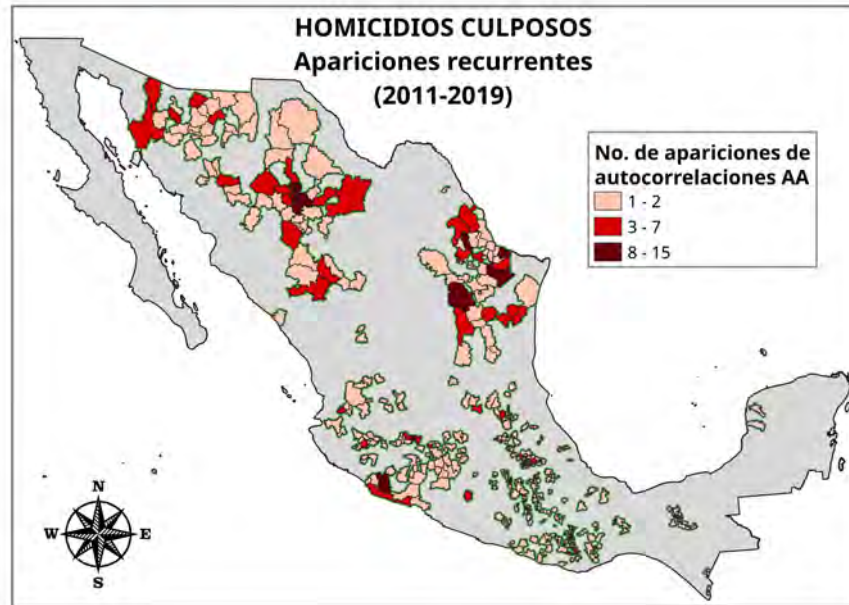 HOMICIDIOS CULPOSOS
Apariciones recurrentes
(2011-2019)
No. de apariciones de
autocorrelaciones AA
1 - 2
3 - 7
8 - 15
N
W E
S